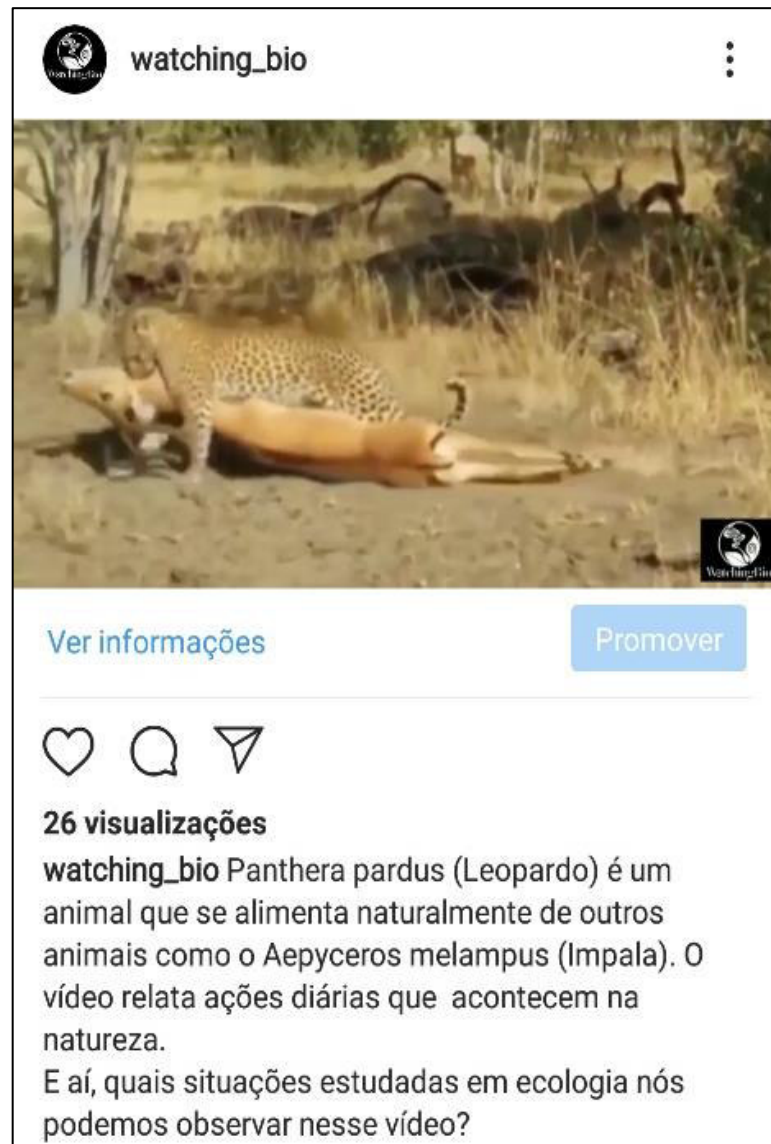 WatchingBio
watching_bio
WatchingBio
Ver informações
Promover
26 visualizações
watching_bio Panthera pardus (Leopardo) é um
animal que se alimenta naturalmente de outros
animais como o Aepyceros melampus (Impala). O
vídeo relata ações diárias que acontecem na
natureza.
E aí, quais situações estudadas em ecologia nós
podemos observar nesse vídeo?